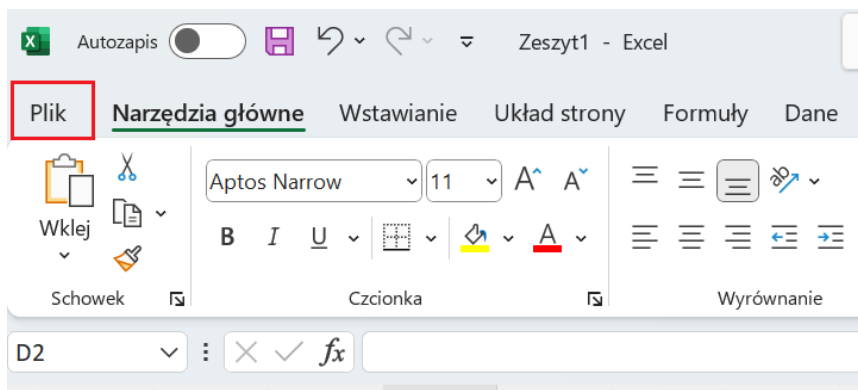 Autozapis Zeszyt1 - Excel
Plik Narzędzia główne Wstawianie Układ strony Formuły Dane
Aptos Narrow 11 A A
ab
Wklej
B I U A
Schowek Czcionka Wyrównanie
D2 fx